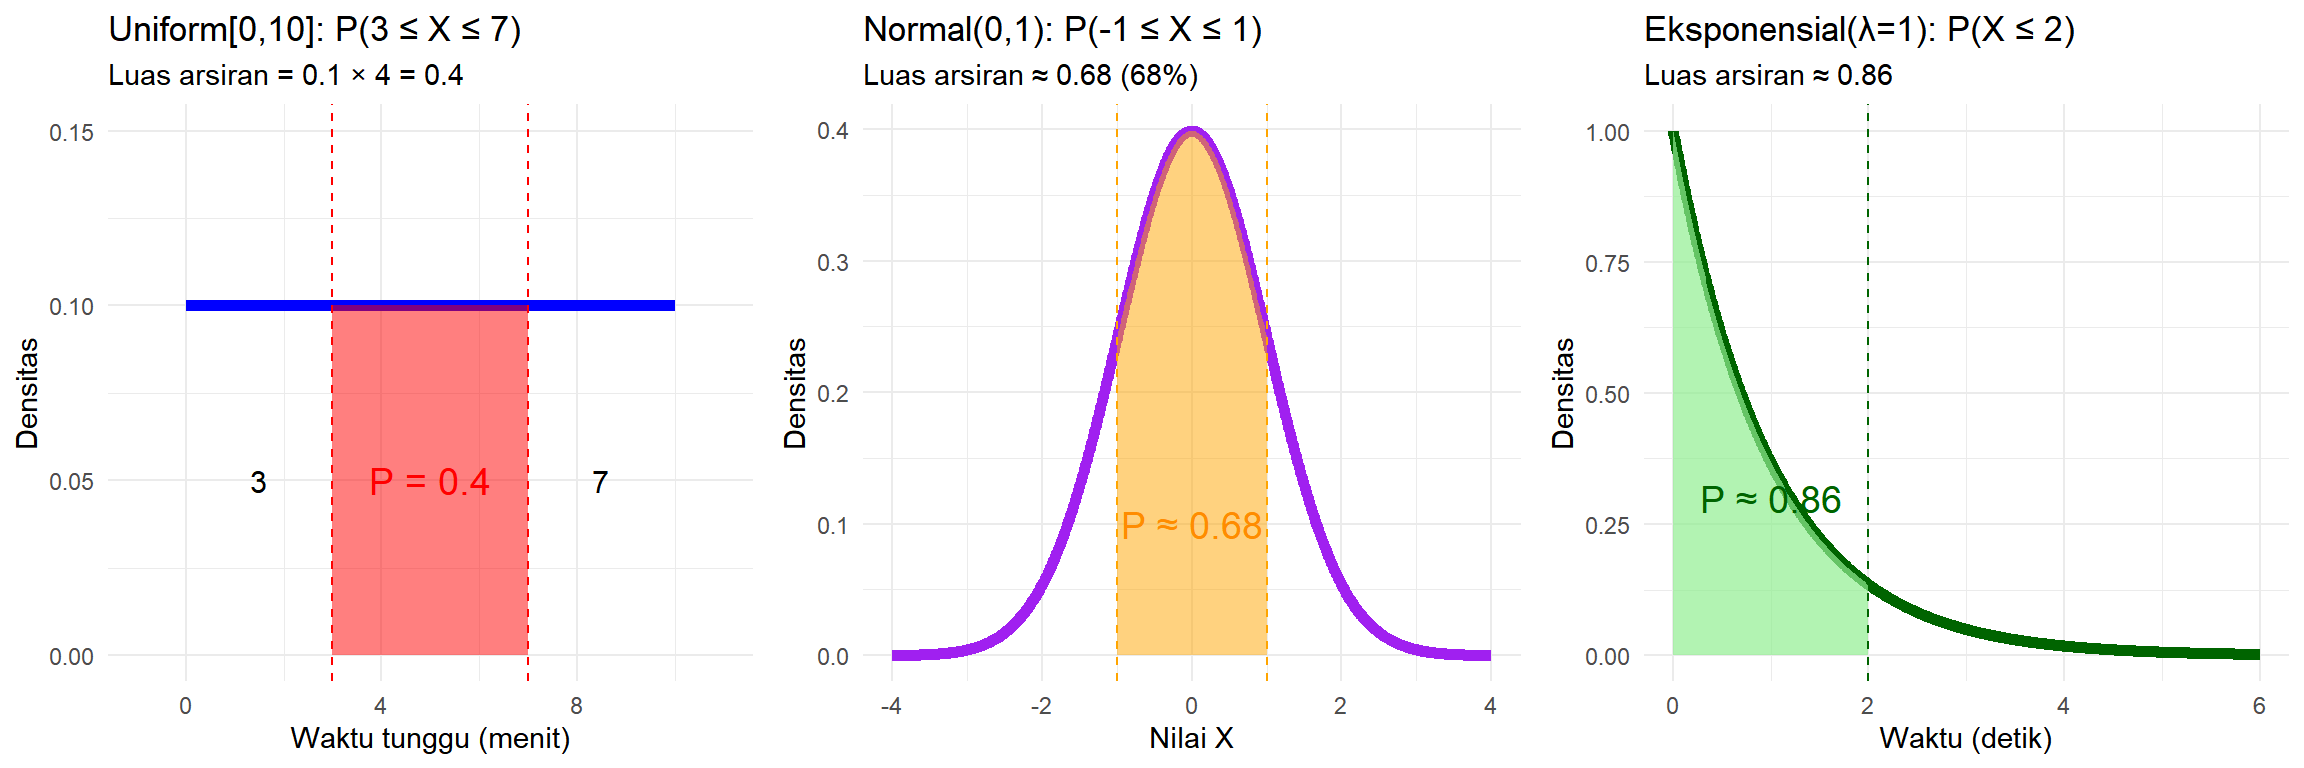 Uniform[0,10]: P(3 ≤ X ≤ 7)
Luas arsiran = 0.1 × 4 = 0.4
0.15
0.10
0.05
0.00
Densitas
3
P = 0.4
7
0
4
8
Waktu tunggu (menit)
Normal(0,1): P(-1 ≤ X ≤ 1)
Luas arsiran ≈ 0.68 (68%)
0.4
0.3
0.2
0.1
0.0
Densitas
P ≈ 0.68
-4
-2
0
2
4
Nilai X
Eksponensial(λ=1): P(X ≤ 2)
Luas arsiran ≈ 0.86
1.00
0.75
0.50
0.25
0.00
Densitas
P ≈ 0.86
0
2
4
6
Waktu (detik)